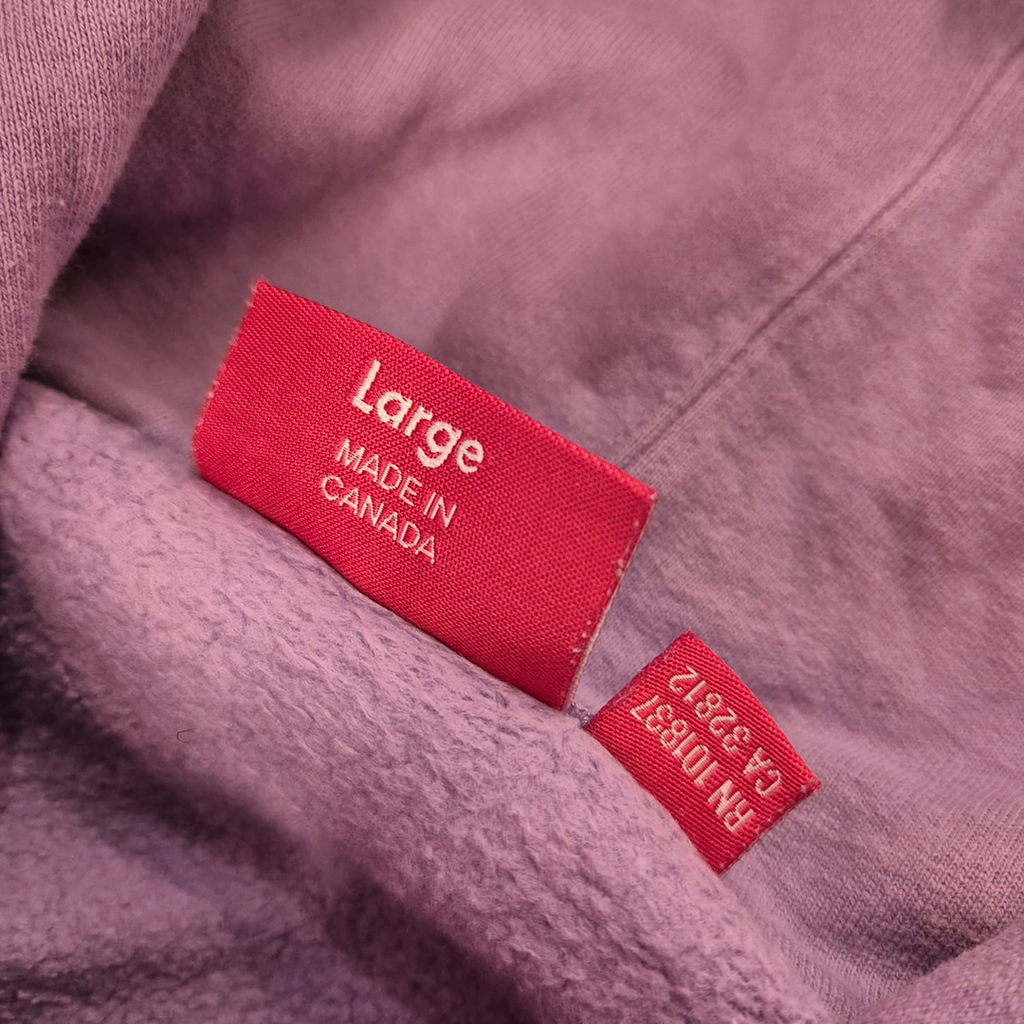 Large
MADE IN
CANADA
RN 101837
CA 32812